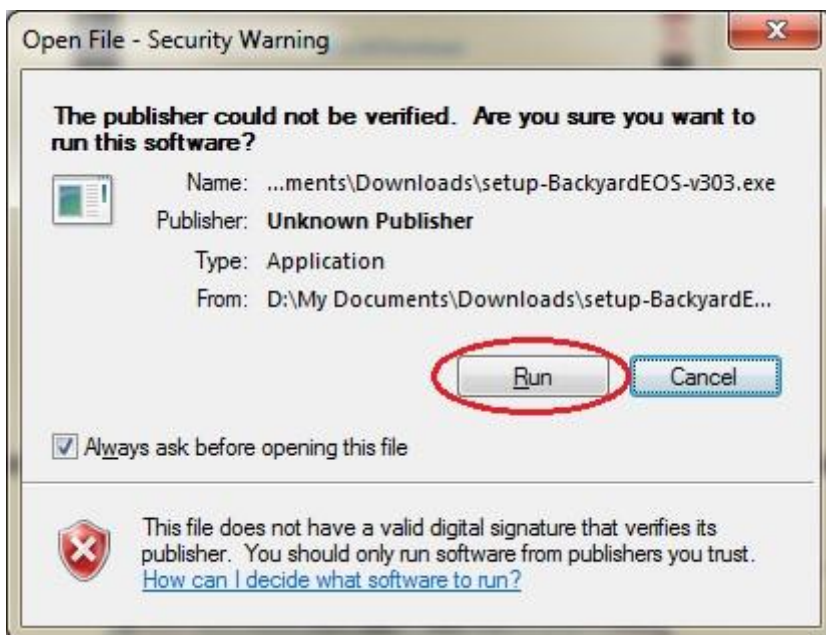 Open File - Security Warning
The publisher could not be verified.  Are you sure you want to
run this software?
Name: ...ments\Downloads\setup-BackyardEOS-v303.exe
Publisher: Unknown Publisher
Type: Application
From: D:\My Documents\Downloads\setup-BackyardE...
Run Cancel
Always ask before opening this file
This file does not have a valid digital signature that verifies its
publisher.  You should only run software from publishers you trust.
How can I decide what software to run?